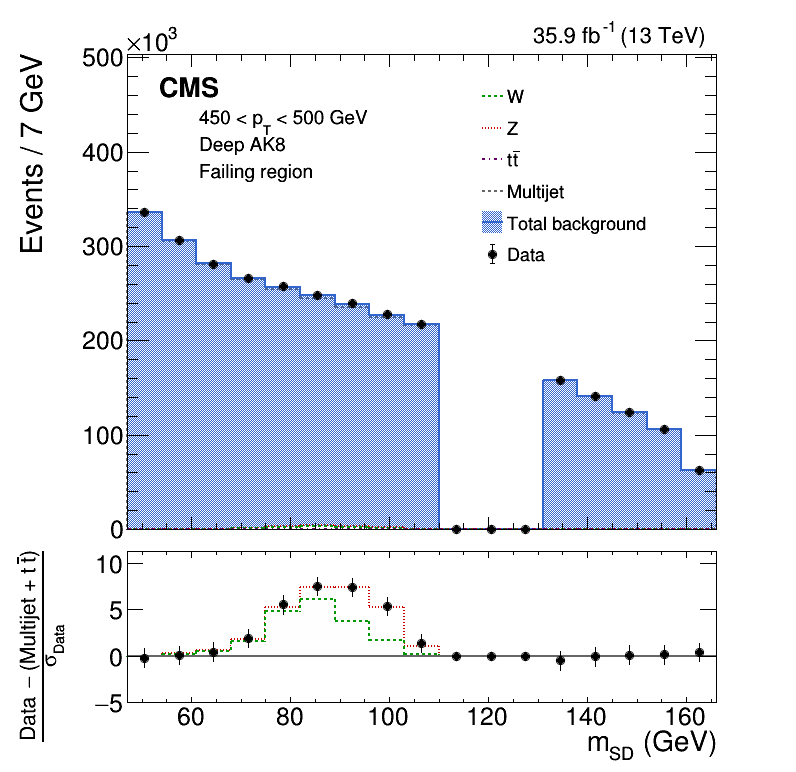 ×10³
35.9 fb⁻¹ (13 TeV)
CMS
450 < p_T < 500 GeV
Deep AK8
Failing region
W
Z
tt̄
Multijet
Total background
Data
Events / 7 GeV
500
400
300
200
100
0
Data − (Multijet + t t̄)
σ_Data
10
5
0
−5
60 80 100 120 140 160
m_SD (GeV)